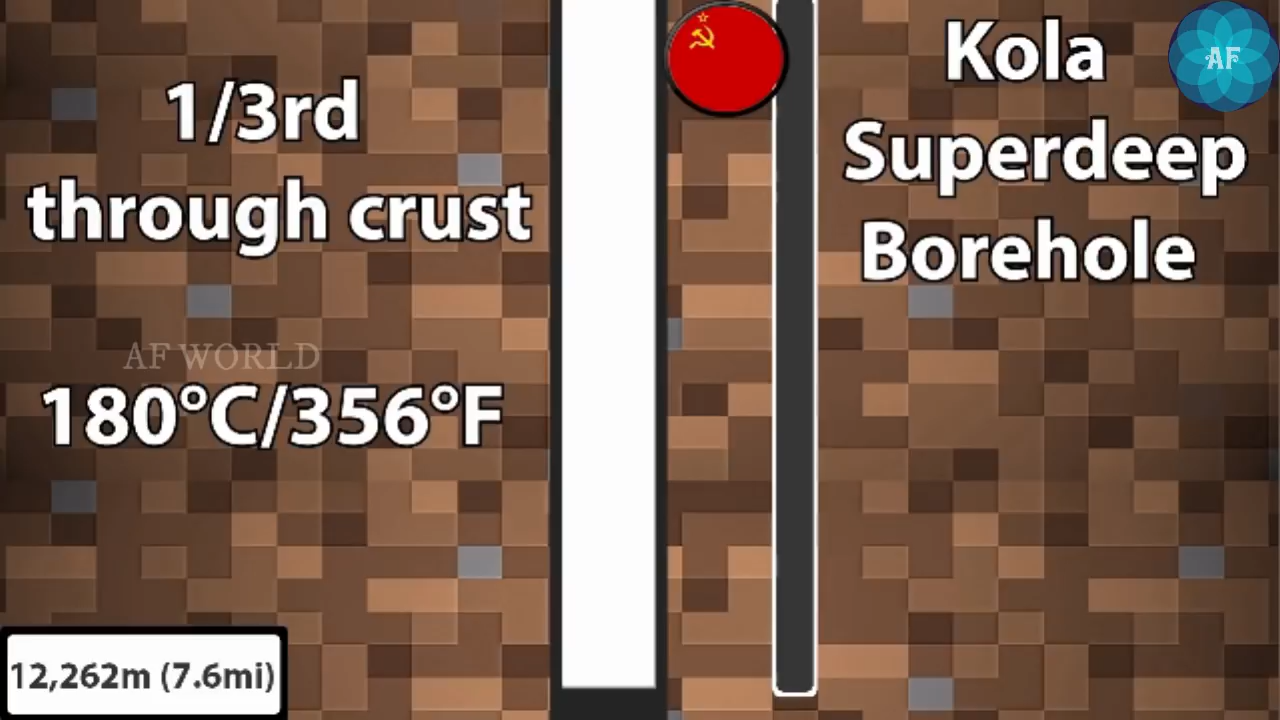 1/3rd
through crust
AF WORLD
180°C/356°F
12,262m (7.6mi)
Kola
Superdeep
Borehole
AF